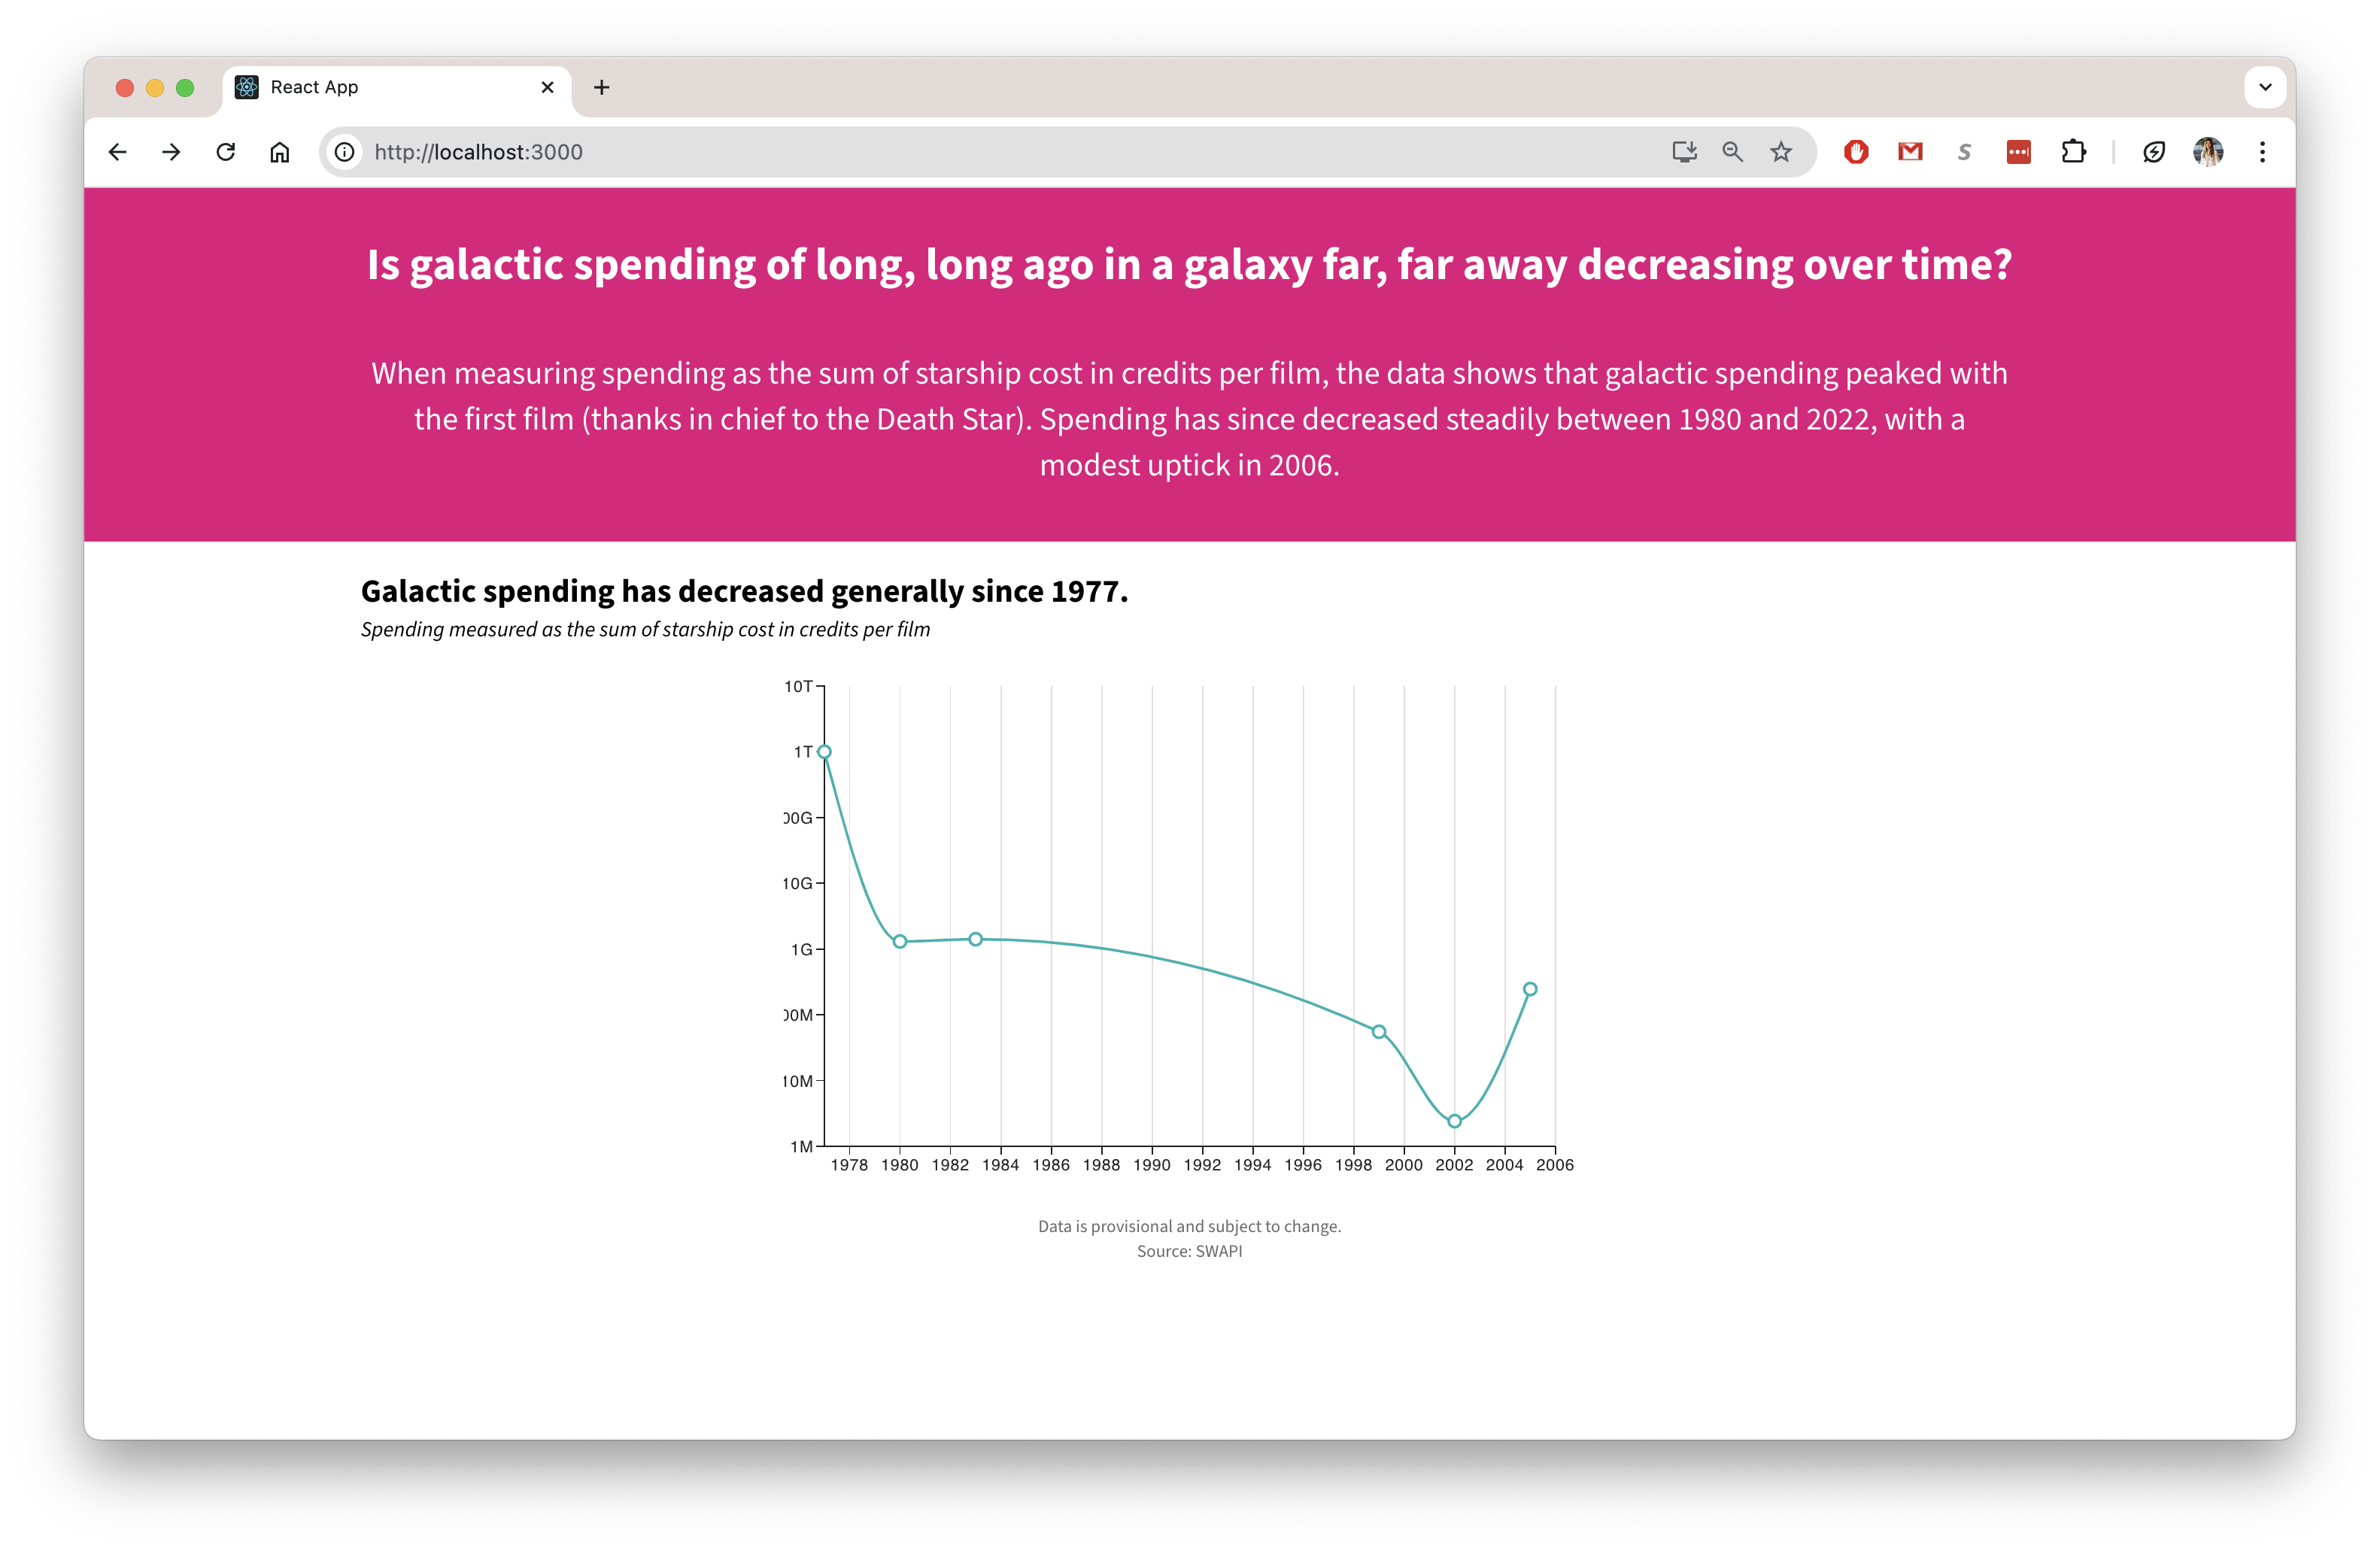 React App
http://localhost:3000
Is galactic spending of long, long ago in a galaxy far, far away decreasing over time?
When measuring spending as the sum of starship cost in credits per film, the data shows that galactic spending peaked with
the first film (thanks in chief to the Death Star). Spending has since decreased steadily between 1980 and 2022, with a
modest uptick in 2006.
Galactic spending has decreased generally since 1977.
Spending measured as the sum of starship cost in credits per film
10T
1T
00G
10G
1G
00M
10M
1M
1978 1980 1982 1984 1986 1988 1990 1992 1994 1996 1998 2000 2002 2004 2006
Data is provisional and subject to change.
Source: SWAPI